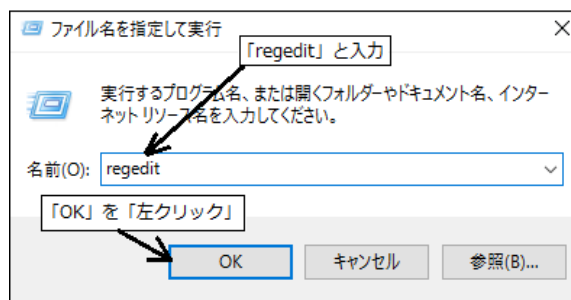 ファイル名を指定して実行
「regedit」と入力
実行するプログラム名、または開くフォルダーやドキュメント名、インター
ネット リソース名を入力してください。
名前(O):
regedit
「OK」を「左クリック」
OK
キャンセル
参照(B)...